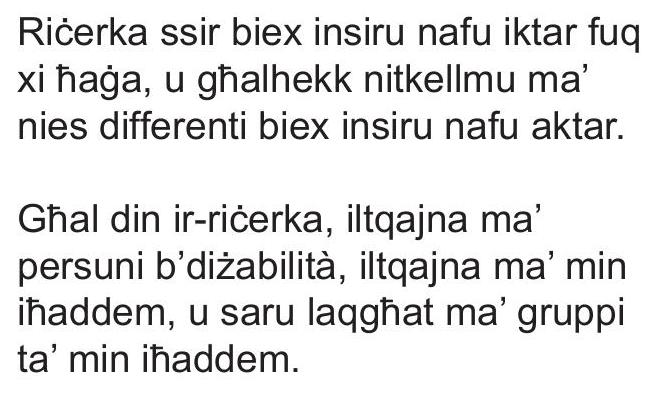 Riċerka ssir biex insiru nafu iktar fuq
xi ħaġa, u għalhekk nitkellmu ma’
nies differenti biex insiru nafu aktar.
Għal din ir-riċerka, iltqajna ma’
persuni b’diżabilità, iltqajna ma’ min
iħaddem, u saru laqgħat ma’ gruppi
ta’ min iħaddem.